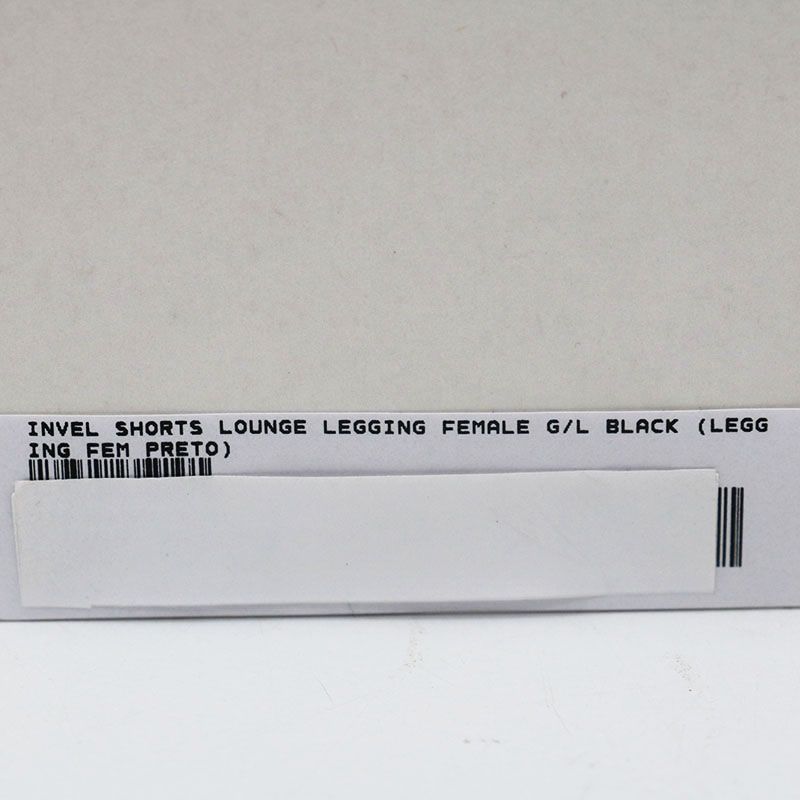 INVEL SHORTS LOUNGE LEGGING FEMALE G/L BLACK (LEGG
ING FEM PRETO)